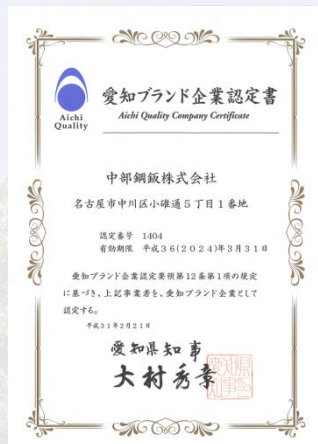 愛知ブランド企業認定書
Aichi Quality Company Certificate
Aichi
Quality
中部鋼鈑株式会社
名古屋市中川区小碓通5丁目1番地
認定番号 1404
有効期限 平成36(2024)年3月31日
愛知ブランド企業認定要領第12条第1項の規定
に基づき、上記事業者を、愛知ブランド企業として
認定する。
平成31年2月21日
愛知県知事
大村秀章